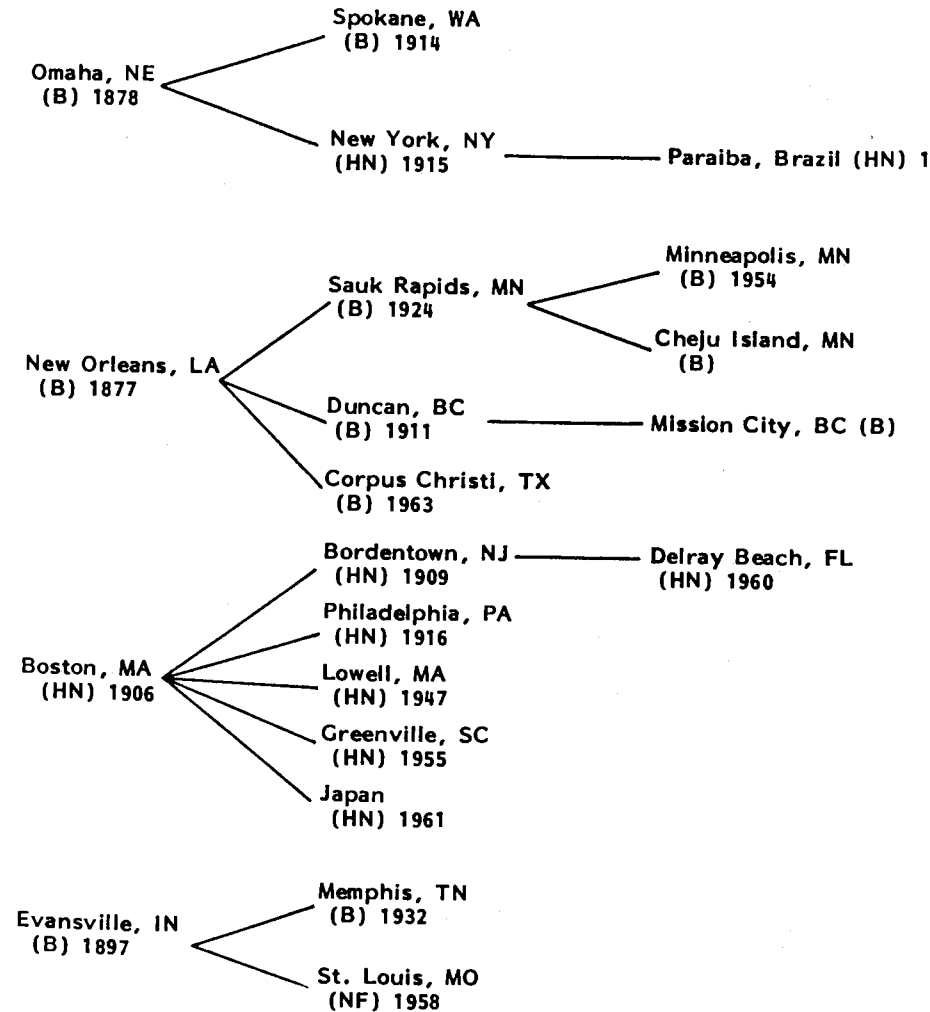 Spokane, WA
(B) 1914
Omaha, NE
(B) 1878
New York, NY
(HN) 1915
Paraiba, Brazil (HN) 1
Minneapolis, MN
(B) 1954
Sauk Rapids, MN
(B) 1924
Cheju Island, MN
(B)
New Orleans, LA
(B) 1877
Duncan, BC
(B) 1911
Mission City, BC (B)
Corpus Christi, TX
(B) 1963
Bordentown, NJ
(HN) 1909
Delray Beach, FL
(HN) 1960
Philadelphia, PA
(HN) 1916
Boston, MA
(HN) 1906
Lowell, MA
(HN) 1947
Greenville, SC
(HN) 1955
Japan
(HN) 1961
Memphis, TN
(B) 1932
Evansville, IN
(B) 1897
St. Louis, MO
(NF) 1958